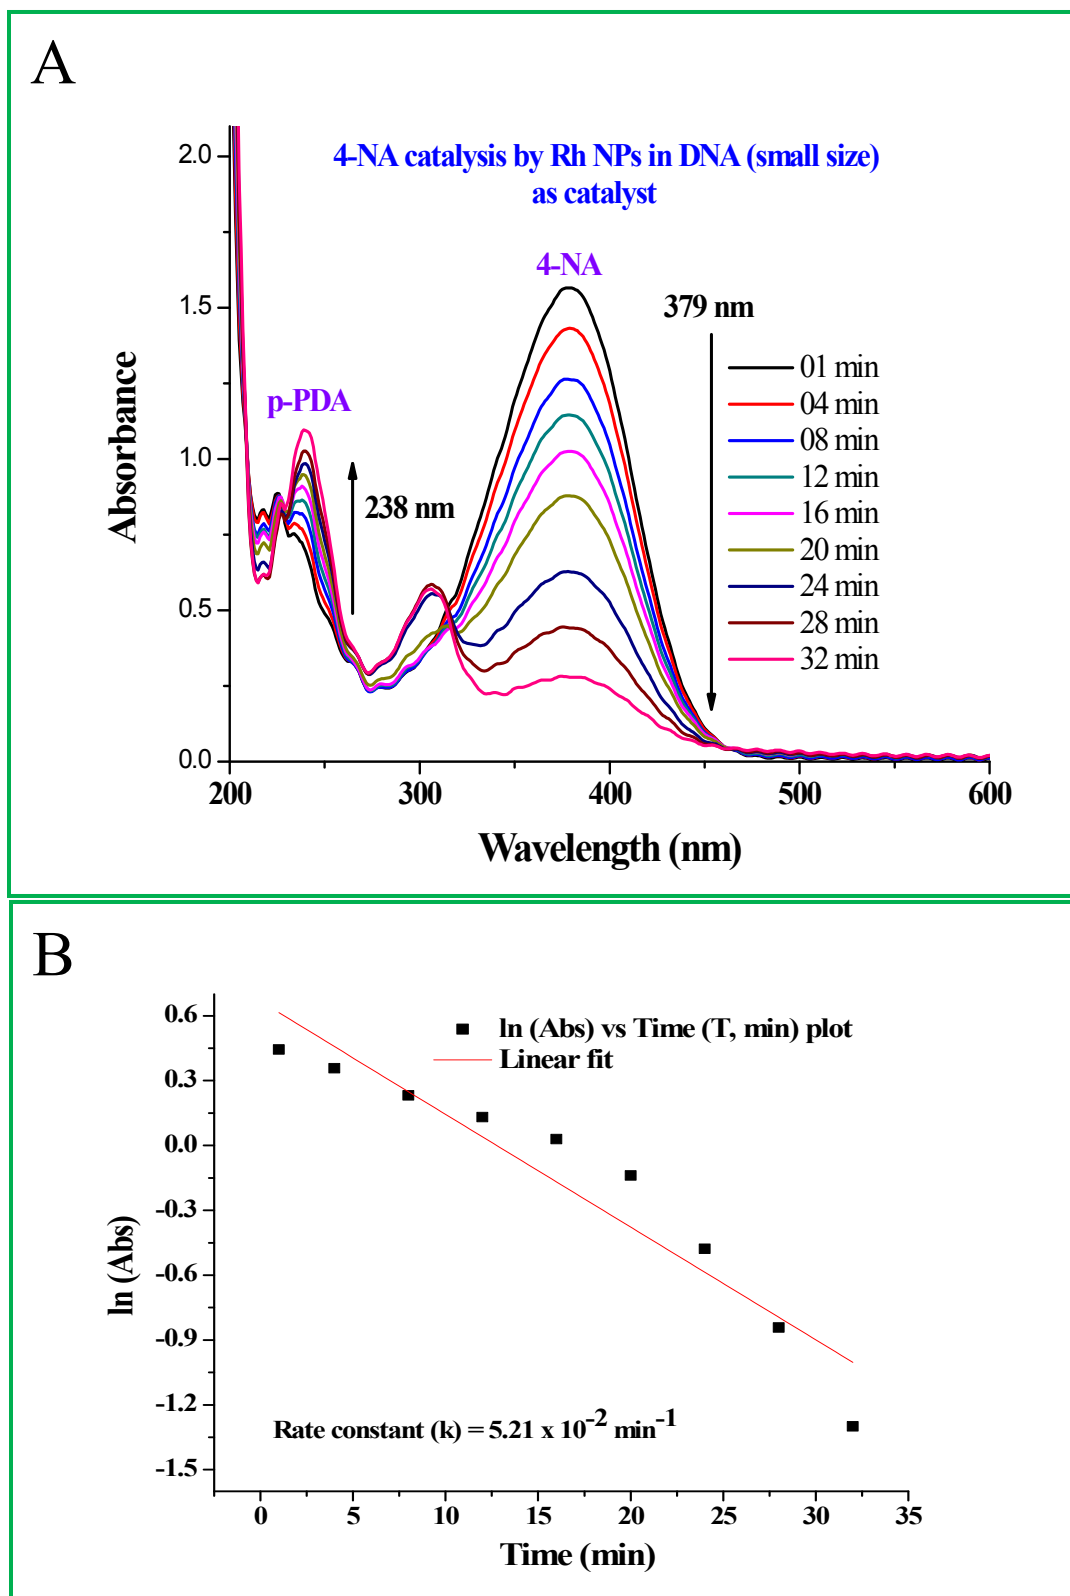 A
4-NA catalysis by Rh NPs in DNA (small size)
as catalyst
4-NA
379 nm
p-PDA
238 nm
01 min
04 min
08 min
12 min
16 min
20 min
24 min
28 min
32 min
2.0
1.5
1.0
0.5
0.0
Absorbance
200 300 400 500 600
Wavelength (nm)
B
ln (Abs) vs Time (T, min) plot
Linear fit
0.6
0.3
0.0
-0.3
-0.6
-0.9
-1.2
-1.5
ln (Abs)
Rate constant (k) = 5.21 x 10⁻² min⁻¹
0 5 10 15 20 25 30 35
Time (min)